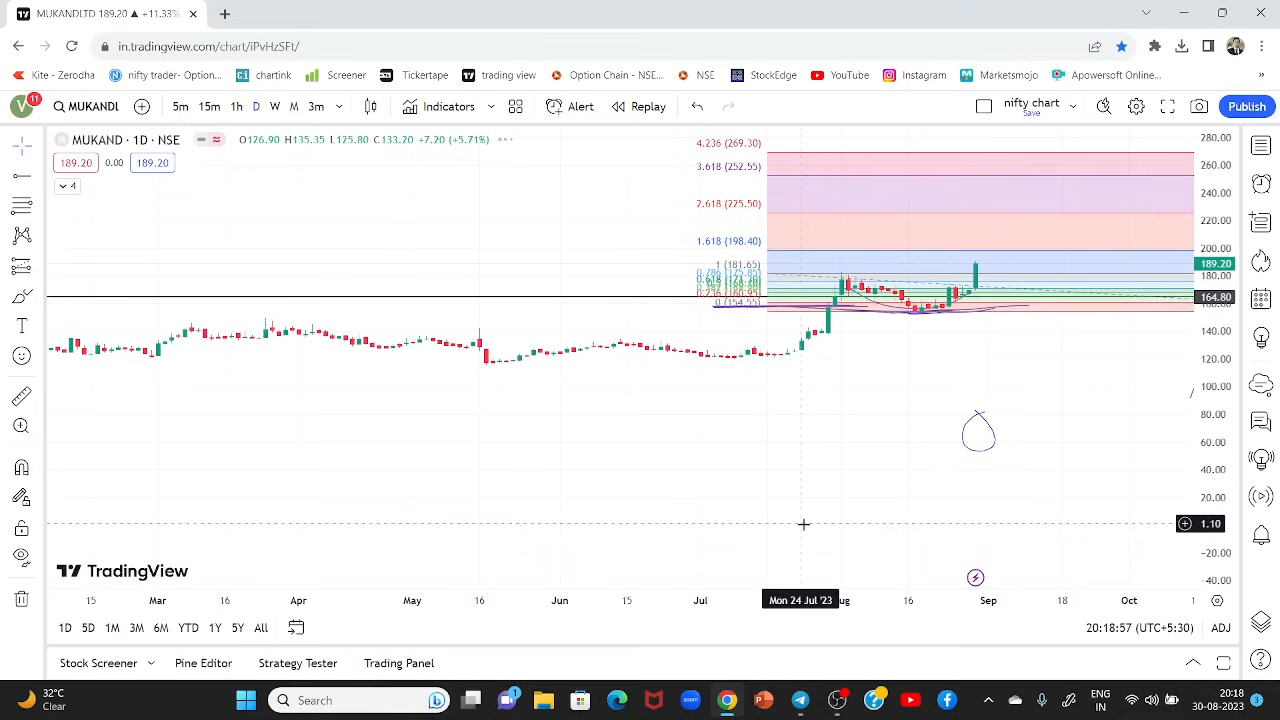 MUKANDLTD 189.20 ▲ +11.33%
in.tradingview.com/chart/iPvHzSFt/
Kite - Zerodha nifty trader- Option... chartink Screener Tickertape trading view Option Chain - NSE... NSE StockEdge YouTube Instagram Marketsmojo Apowersoft Online... »
V 11 MUKANDL 5m 15m 1h D W M 3m Indicators Alert Replay nifty chart Save Publish
M MUKAND · 1D · NSE O126.90 H135.35 L125.80 C133.20 +7.20 (+5.71%)
189.20 0.00 189.20
4
4.236 (269.30)
3.618 (252.55)
2.618 (225.50)
1.618 (198.40)
1 (181.65)
0 (154.55)
280.00
260.00
240.00
220.00
200.00
189.20
180.00
164.80
140.00
120.00
100.00
80.00
60.00
40.00
20.00
1.10
−20.00
−40.00
TradingView
15 Mar 16 Apr May 16 Jun 15 Jul Mon 24 Jul '23 ug 16 Sep 18 Oct
1D 5D 1M 3M 6M YTD 1Y 5Y All 20:18:57 (UTC+5:30) ADJ
Stock Screener Pine Editor Strategy Tester Trading Panel
32°C
Clear
Search
1
zoom
ENG
IN
20:18
30-08-2023
3